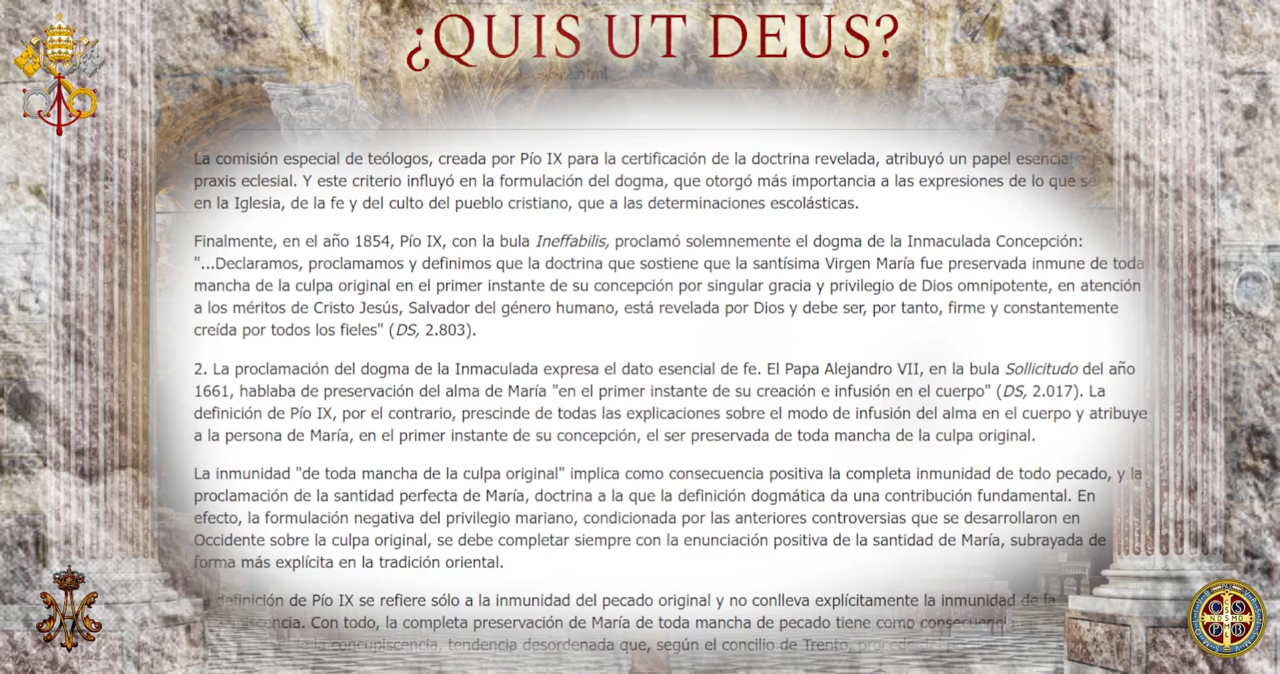 ¿QUIS UT DEUS?
.html
La comisión especial de teólogos, creada por Pío IX para la certificación de la doctrina revelada, atribuyó un papel esencial
praxis eclesial. Y este criterio influyó en la formulación del dogma, que otorgó más importancia a las expresiones de lo que se
en la Iglesia, de la fe y del culto del pueblo cristiano, que a las determinaciones escolásticas.
Finalmente, en el año 1854, Pío IX, con la bula Ineffabilis, proclamó solemnemente el dogma de la Inmaculada Concepción:
"...Declaramos, proclamamos y definimos que la doctrina que sostiene que la santísima Virgen María fue preservada inmune de toda
mancha de la culpa original en el primer instante de su concepción por singular gracia y privilegio de Dios omnipotente, en atención
a los méritos de Cristo Jesús, Salvador del género humano, está revelada por Dios y debe ser, por tanto, firme y constantemente
creída por todos los fieles" (DS, 2.803).
2. La proclamación del dogma de la Inmaculada expresa el dato esencial de fe. El Papa Alejandro VII, en la bula Sollicitudo del año
1661, hablaba de preservación del alma de María "en el primer instante de su creación e infusión en el cuerpo" (DS, 2.017). La
definición de Pío IX, por el contrario, prescinde de todas las explicaciones sobre el modo de infusión del alma en el cuerpo y atribuye
a la persona de María, en el primer instante de su concepción, el ser preservada de toda mancha de la culpa original.
La inmunidad "de toda mancha de la culpa original" implica como consecuencia positiva la completa inmunidad de todo pecado, y la
proclamación de la santidad perfecta de María, doctrina a la que la definición dogmática da una contribución fundamental. En
efecto, la formulación negativa del privilegio mariano, condicionada por las anteriores controversias que se desarrollaron en
Occidente sobre la culpa original, se debe completar siempre con la enunciación positiva de la santidad de María, subrayada de
forma más explícita en la tradición oriental.
definición de Pío IX se refiere sólo a la inmunidad del pecado original y no conlleva explícitamente la inmunidad de la
Con todo, la completa preservación de María de toda mancha de pecado tiene como
la concupiscencia, tendencia desordenada que, según el concilio de Trento,